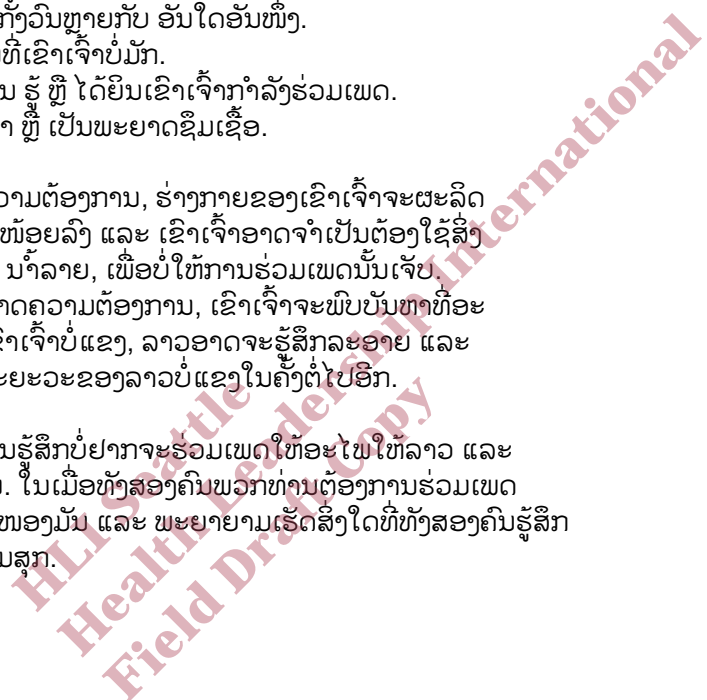 ກັງວົນຫຼາຍກັບ ອັນໃດອັນໜຶ່ງ.
ທີ່ເຂົາເຈົ້າບໍ່ມັກ.
ຮູ້ ຫຼື ໄດ້ຍິນເຂົາເຈົ້າກຳລັງຮ່ວມເພດ.
ຫຼື ເປັນພະຍາດຊຶມເຊື້ອ.
ວາມຕ້ອງການ, ຮ່າງກາຍຂອງເຂົາເຈົ້າຈະຜະລິດ
ໜ້ອຍລົງ ແລະ ເຂົາເຈົ້າອາດຈຳເປັນຕ້ອງໃຊ້ສິ່ງ
ນ້ຳລາຍ, ເພື່ອບໍ່ໃຫ້ການຮ່ວມເພດນັ້ນເຈັບ.
າດຄວາມຕ້ອງການ, ເຂົາເຈົ້າຈະພົບບັນຫາທີ່ອະ
ຂົາເຈົ້າບໍ່ແຂງ, ລາວອາດຈະຮູ້ສຶກລະອາຍ ແລະ
ະຍະວະຂອງລາວບໍ່ແຂງໃນຄັ້ງຕໍ່ໄປອີກ.
ນຮູ້ສຶກບໍ່ຢາກຈະຮ່ວມເພດໃຫ້ອະໄພໃຫ້ລາວ ແລະ
ໃນເມື່ອທັງສອງຄົນພວກທ່ານຕ້ອງການຮ່ວມເພດ
ໜອງມັນ ແລະ ພະຍາຍາມເຮັດສິ່ງໃດທີ່ທັງສອງຄົນຮູ້ສຶກ
ມສຸກ.
HLI Seattle
Health Leadership International
Field Draft Copy